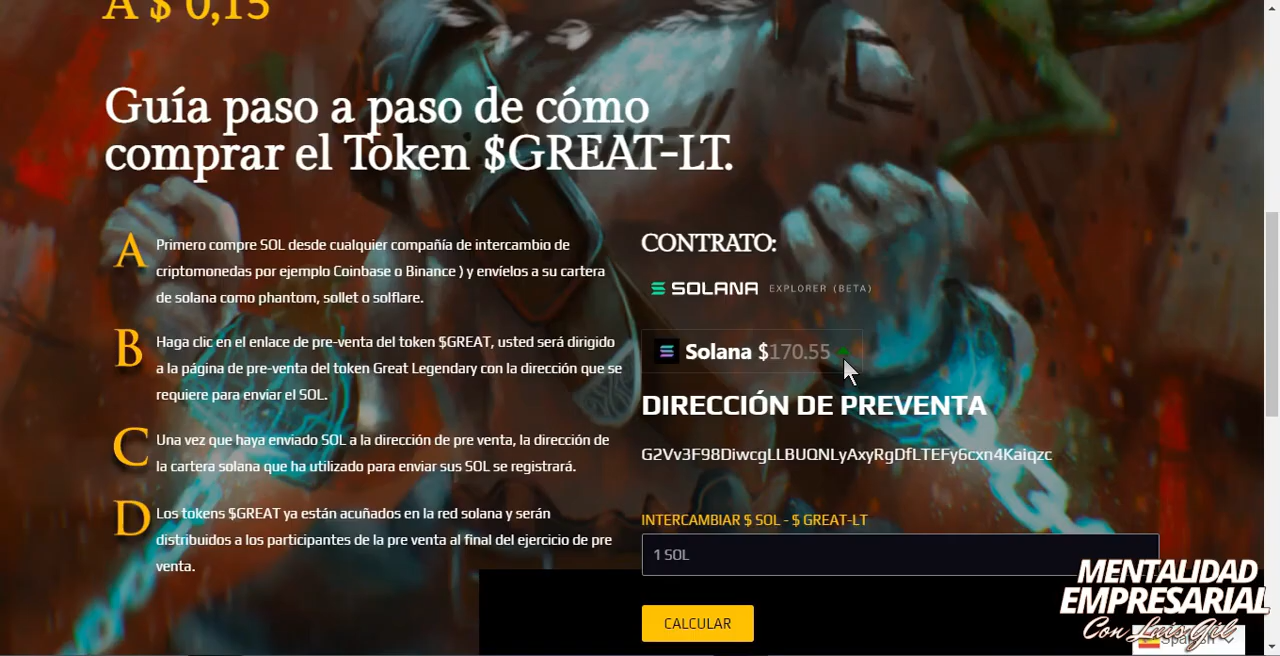 A $ 0,15
Guía paso a paso de cómo
comprar el Token $GREAT-LT.
A
Primero compre SOL desde cualquier compañía de intercambio de
criptomonedas por ejemplo Coinbase o Binance ) y envíelos a su cartera
de solana como phantom, sollet o solflare.
B
Haga clic en el enlace de pre-venta del token $GREAT, usted será dirigido
a la página de pre-venta del token Great Legendary con la dirección que se
requiere para enviar el SOL.
C
Una vez que haya enviado SOL a la dirección de pre venta, la dirección de
la cartera solana que ha utilizado para enviar sus SOL se registrará.
D
Los tokens $GREAT ya están acuñados en la red solana y serán
distribuidos a los participantes de la pre venta al final del ejercicio de pre
venta.
CONTRATO:
SOLANA EXPLORER (BETA)
Solana $170.55
DIRECCIÓN DE PREVENTA
G2Vv3F98DiwcgLLBUQNLyAxyRgDfLTEFy6cxn4Kaiqzc
INTERCAMBIAR $ SOL - $ GREAT-LT
1 SOL
CALCULAR
MENTALIDAD
EMPRESARIAL
Con Luis Gil
Spanish